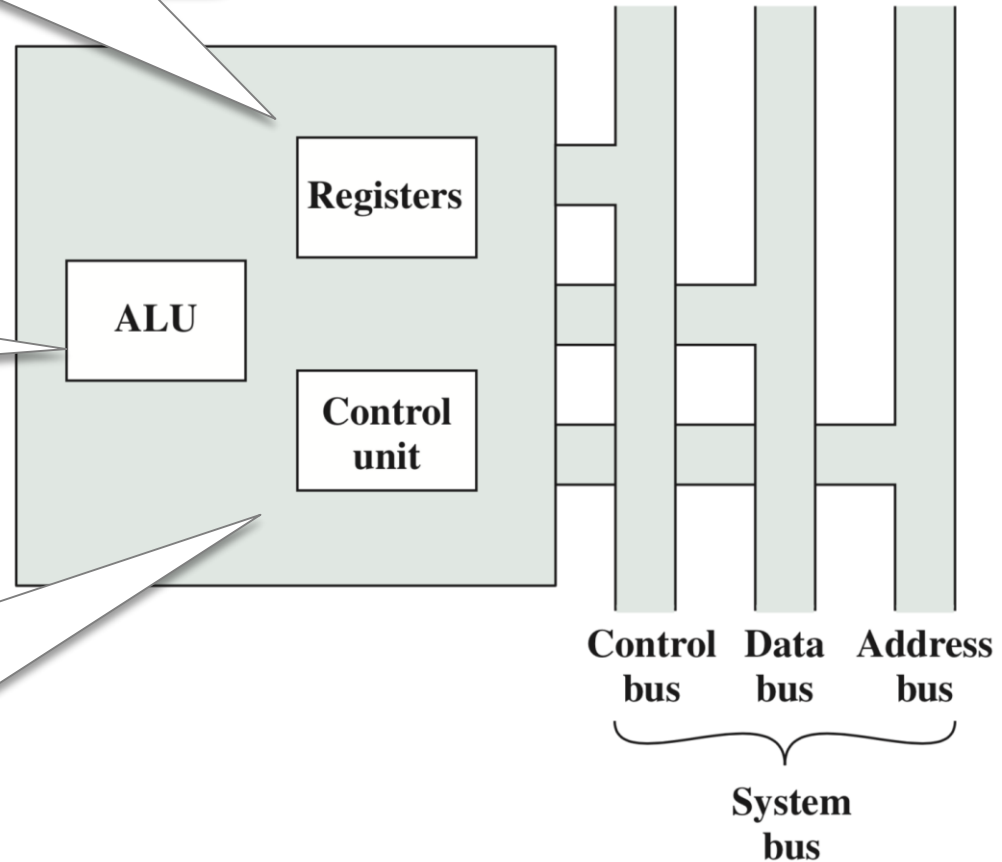 Registers
ALU
Control
unit
Control
bus
Data
bus
Address
bus
System
bus